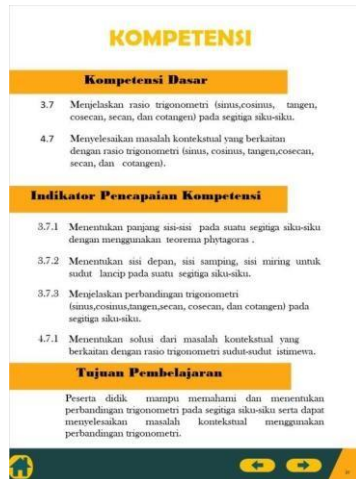 KOMPETENSI
Kompetensi Dasar
3.7 Menjelaskan rasio trigonometri (sinus,cosinus, tangen,
cosecan, secan, dan cotangen) pada segitiga siku-siku.
4.7 Menyelesaikan masalah kontekstual yang berkaitan
dengan rasio trigonometri (sinus, cosinus, tangen,cosecan,
secan, dan cotangen).
Indikator Pencapaian Kompetensi
3.7.1 Menentukan panjang sisi-sisi pada suatu segitiga siku-siku
dengan menggunakan teorema phytagoras .
3.7.2 Menentukan sisi depan, sisi samping, sisi miring untuk
sudut lancip pada suatu segitiga siku-siku.
3.7.3 Menjelaskan perbandingan trigonometri
(sinus,cosinus,tangen,secan, cosecan, dan cotangen) pada
segitiga siku-siku.
4.7.1 Menentukan solusi dari masalah kontekstual yang
berkaitan dengan rasio trigonometri sudut-sudut istimewa.
Tujuan Pembelajaran
Peserta didik mampu memahami dan menentukan
perbandingan trigonometri pada segitiga siku-siku serta dapat
menyelesaikan masalah kontekstual menggunakan
perbandingan trigonometri.